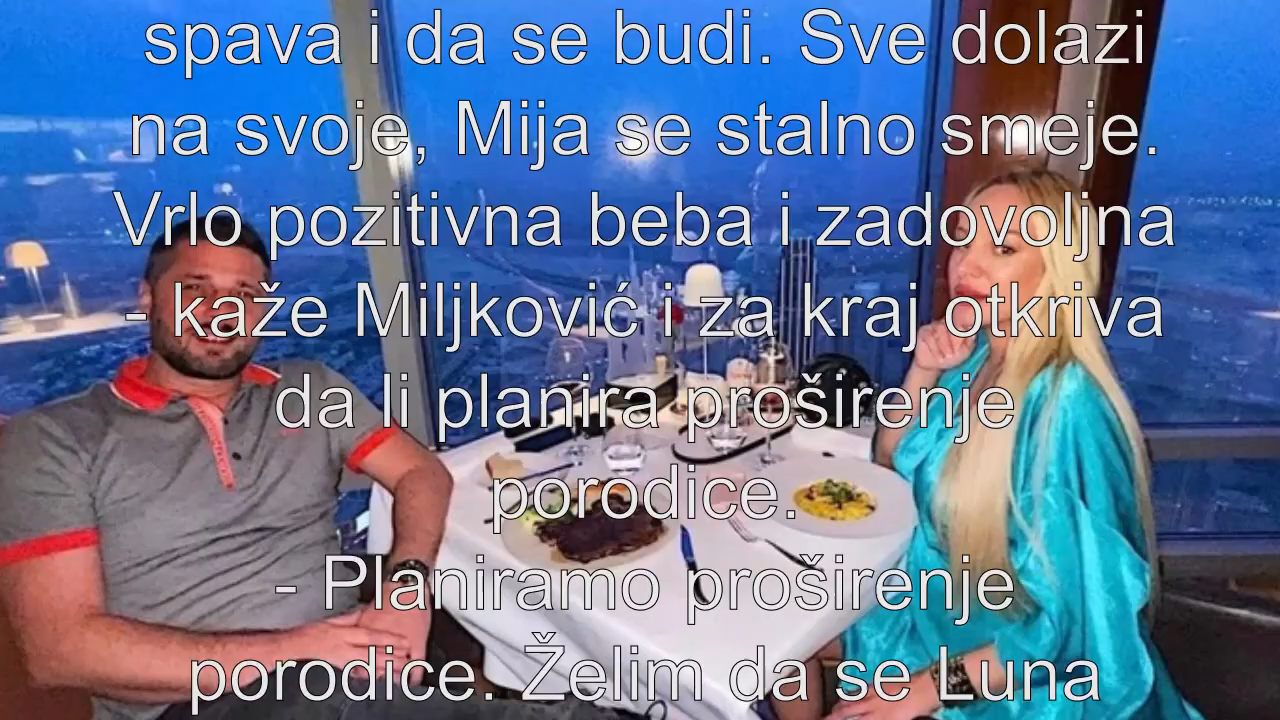 spava i da se budi. Sve dolazi
na svoje, Mija se stalno smeje.
Vrlo pozitivna beba i zadovoljna
- kaže Miljković i za kraj otkriva
da li planira proširenje
porodice.
- Planiramo proširenje
porodice. Želim da se Luna